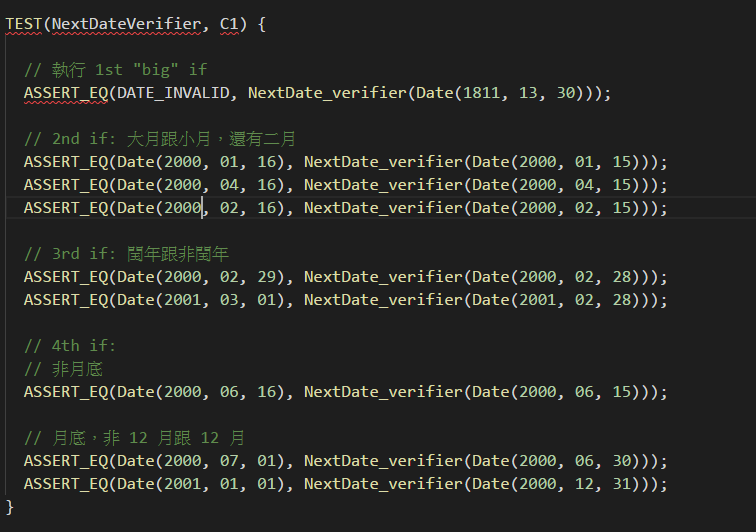 TEST(NextDateVerifier, C1) {
// 執行 1st "big" if
ASSERT_EQ(DATE_INVALID, NextDate_verifier(Date(1811, 13, 30)));
// 2nd if: 大月跟小月，還有二月
ASSERT_EQ(Date(2000, 01, 16), NextDate_verifier(Date(2000, 01, 15)));
ASSERT_EQ(Date(2000, 04, 16), NextDate_verifier(Date(2000, 04, 15)));
ASSERT_EQ(Date(2000, 02, 16), NextDate_verifier(Date(2000, 02, 15)));
// 3rd if: 閏年跟非閏年
ASSERT_EQ(Date(2000, 02, 29), NextDate_verifier(Date(2000, 02, 28)));
ASSERT_EQ(Date(2001, 03, 01), NextDate_verifier(Date(2001, 02, 28)));
// 4th if:
// 非月底
ASSERT_EQ(Date(2000, 06, 16), NextDate_verifier(Date(2000, 06, 15)));
// 月底，非 12 月跟 12 月
ASSERT_EQ(Date(2000, 07, 01), NextDate_verifier(Date(2000, 06, 30)));
ASSERT_EQ(Date(2001, 01, 01), NextDate_verifier(Date(2000, 12, 31)));
}